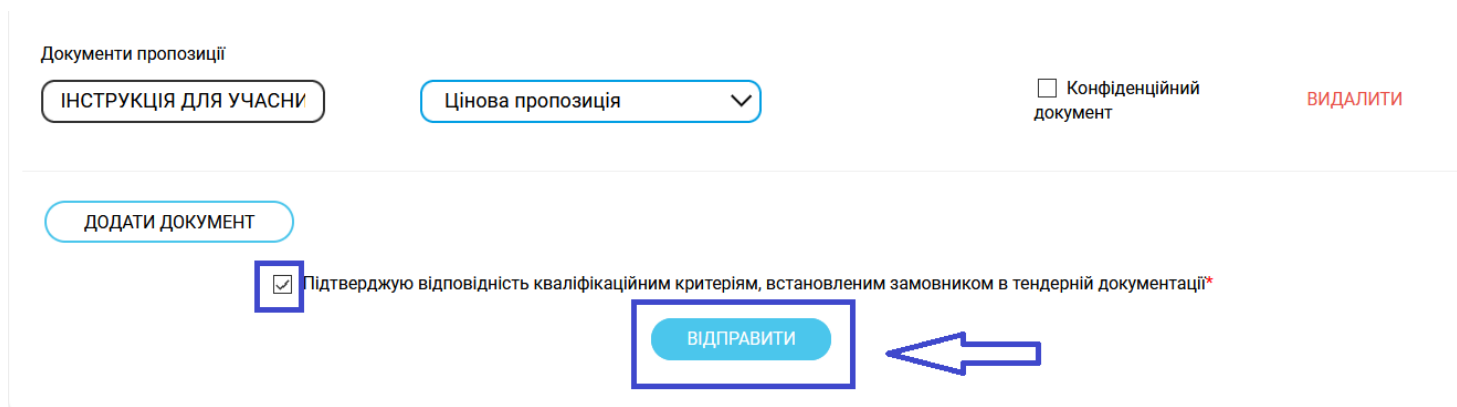 Документи пропозиції
ІНСТРУКЦІЯ ДЛЯ УЧАСНИ
Цінова пропозиція
Конфіденційний
документ
ВИДАЛИТИ
ДОДАТИ ДОКУМЕНТ
Підтверджую відповідність кваліфікаційним критеріям, встановленим замовником в тендерній документації*
ВІДПРАВИТИ